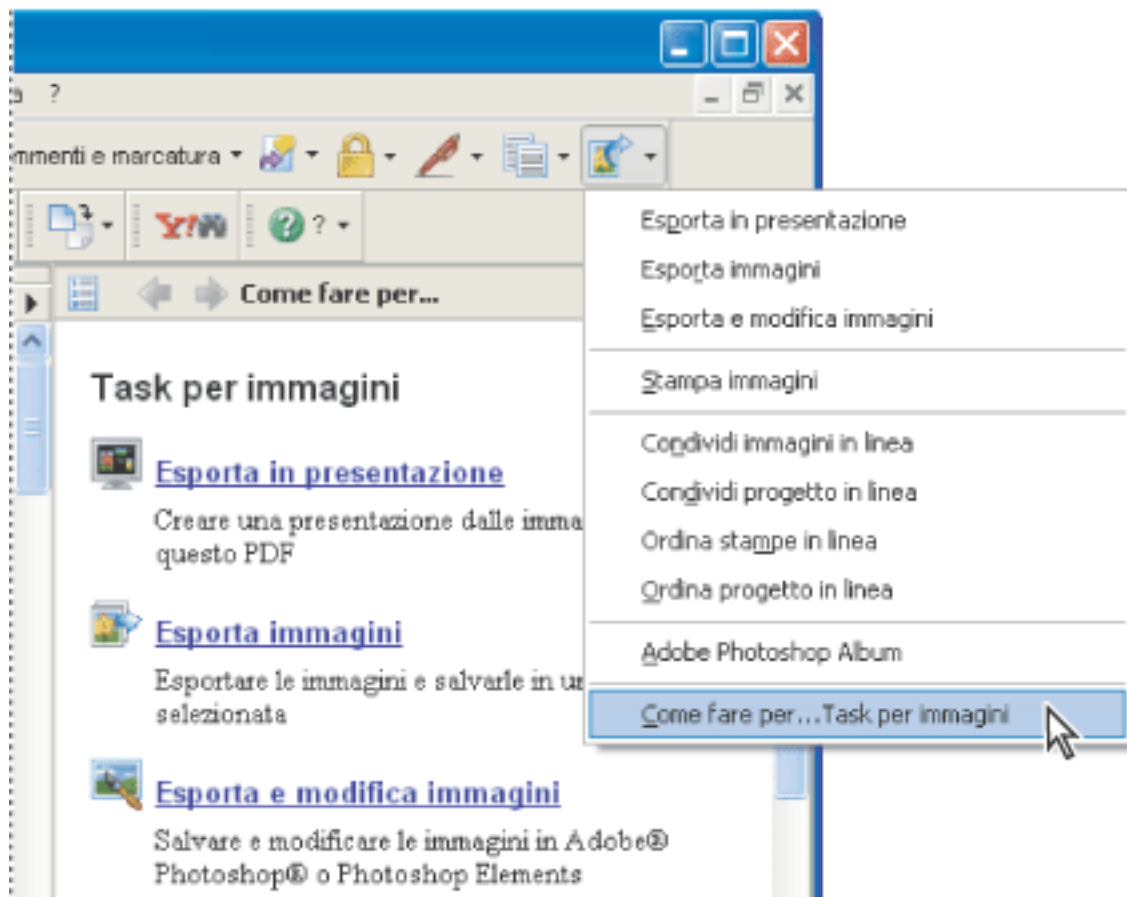 ?
mmenti e marcatura
Y!
?
Come fare per...
Task per immagini
Esporta in presentazione
Creare una presentazione dalle imma
questo PDF
Esporta immagini
Esportare le immagini e salvarle in
selezionata
Esporta e modifica immagini
Salvare e modificare le immagini in Adobe®
Photoshop® o Photoshop Elements
Esporta in presentazione
Esporta immagini
Esporta e modifica immagini
Stampa immagini
Condividi immagini in linea
Condividi progetto in linea
Ordina stampe in linea
Ordina progetto in linea
Adobe Photoshop Album
Come fare per...Task per immagini